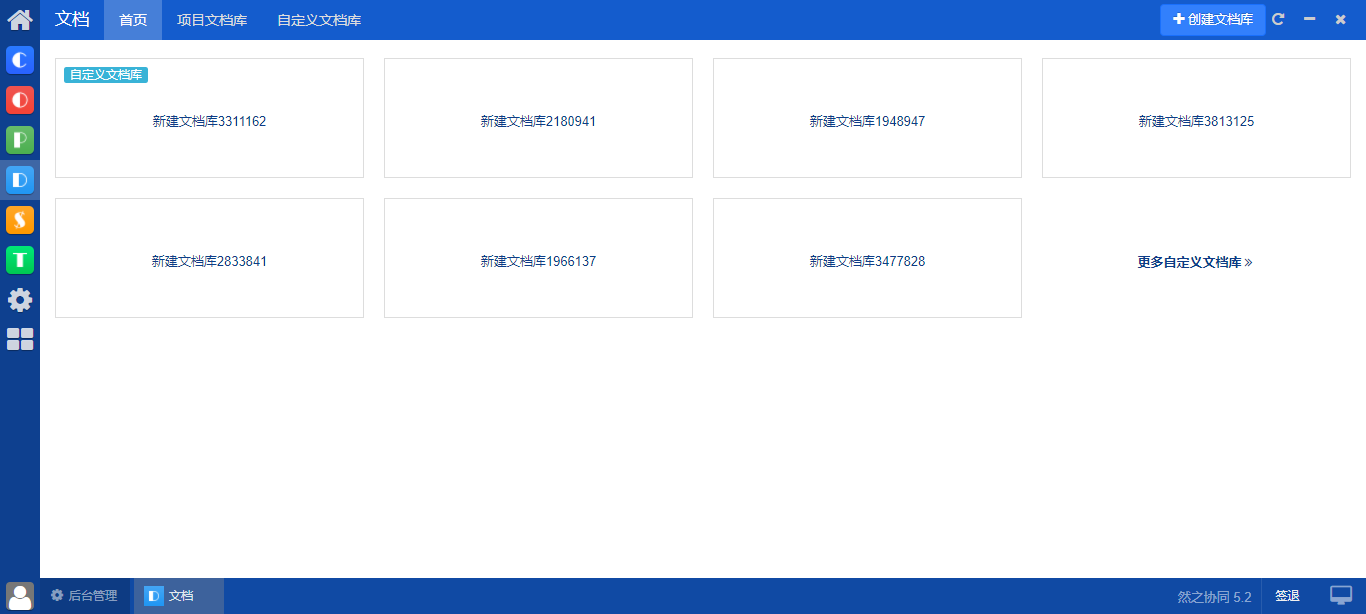 文档 首页 项目文档库 自定义文档库 创建文档库
自定义文档库
新建文档库3311162 新建文档库2180941 新建文档库1948947 新建文档库3813125
新建文档库2833841 新建文档库1966137 新建文档库3477828 更多自定义文档库
后台管理 文档 然之协同 5.2 签退